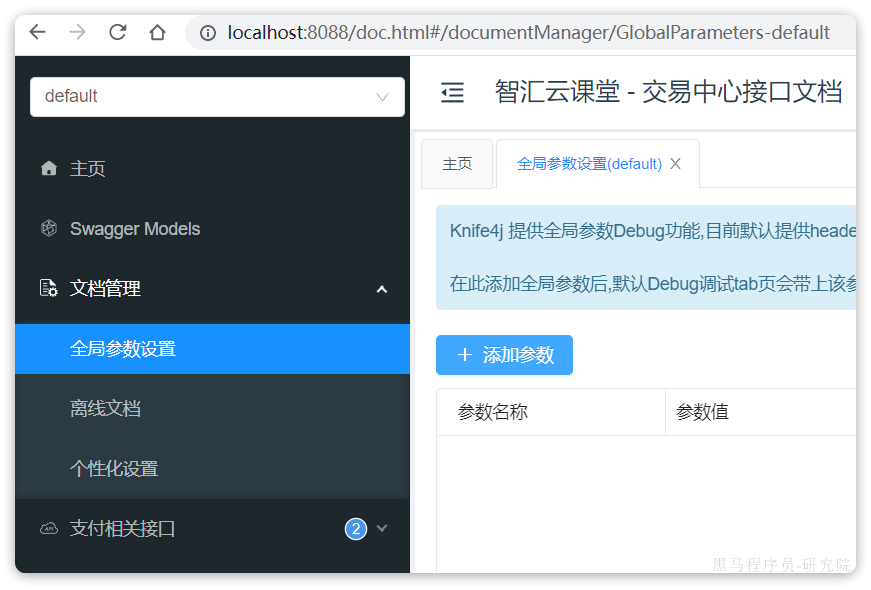 localhost:8088/doc.html#/documentManager/GlobalParameters-default
default
智汇云课堂 - 交易中心接口文档
主页
Swagger Models
文档管理
全局参数设置
离线文档
个性化设置
支付相关接口 2
主页 全局参数设置(default)
Knife4j 提供全局参数Debug功能,目前默认提供heade
在此添加全局参数后,默认Debug调试tab页会带上该参
添加参数
参数名称 参数值
黑马程序员-研究院